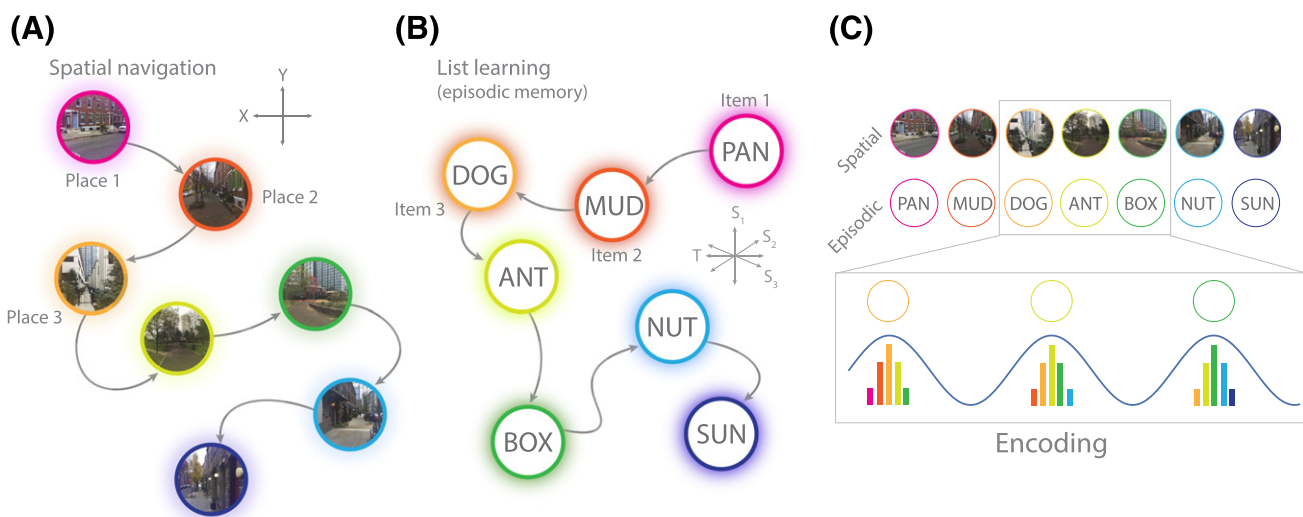 (A)
Spatial navigation
Y
X
Place 1
Place 2
Place 3
(B)
List learning
(episodic memory)
Item 1
PAN
DOG
MUD
Item 3
Item 2
S1
S2
T
S3
ANT
NUT
BOX
SUN
(C)
Spatial
Episodic
PAN MUD DOG ANT BOX NUT SUN
Encoding